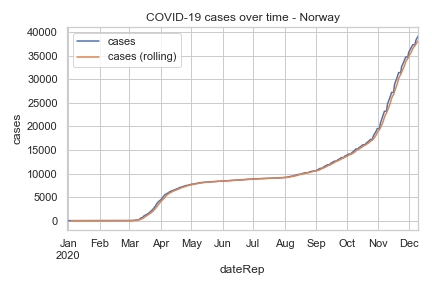 COVID-19 cases over time - Norway
cases
cases (rolling)
40000
35000
30000
25000
20000
15000
10000
5000
0
cases
Jan Feb Mar Apr May Jun Jul Aug Sep Oct Nov Dec
2020
dateRep